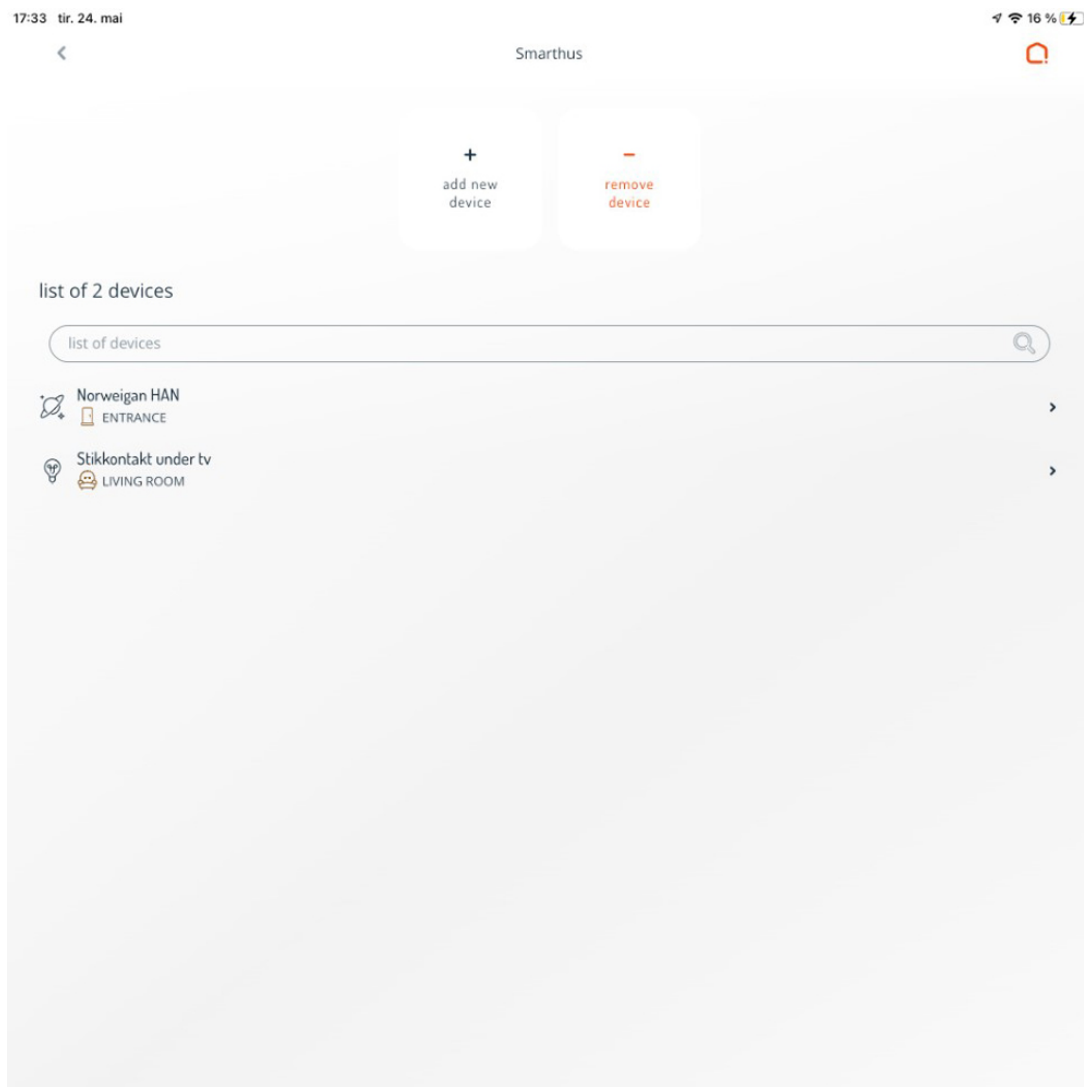 17:33 tir. 24. mai 16 %
Smarthus
+
add new
device
−
remove
device
list of 2 devices
list of devices
Norweigan HAN
ENTRANCE
Stikkontakt under tv
LIVING ROOM